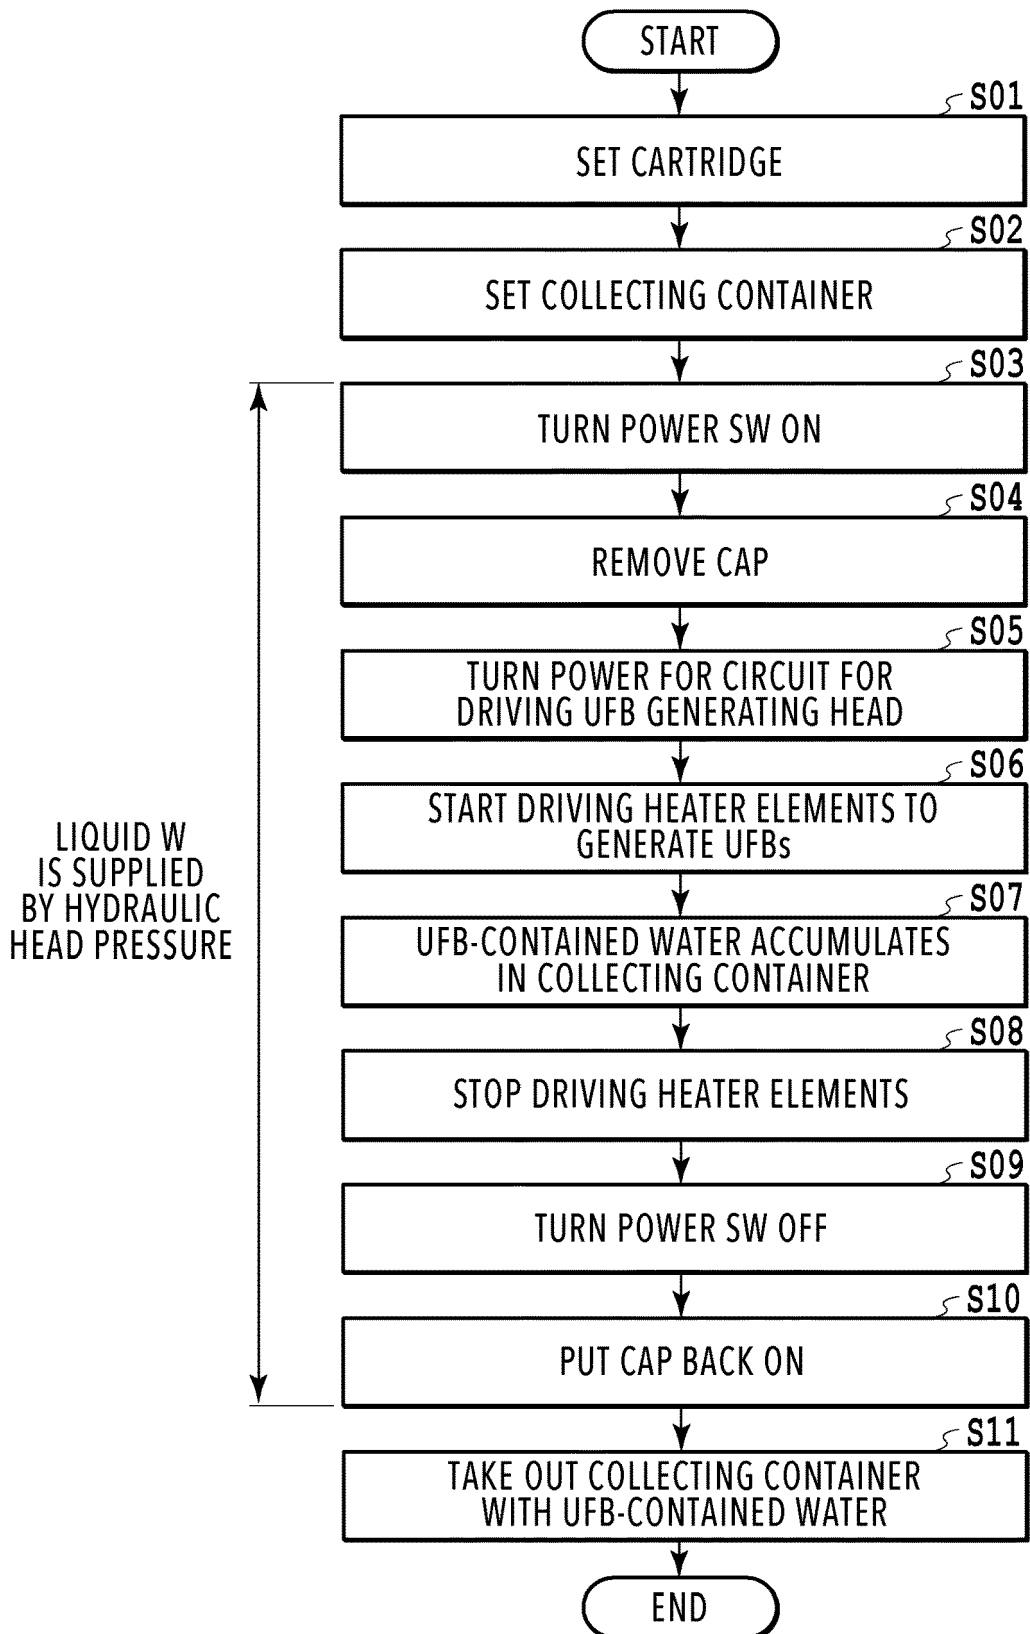 START
S01
SET CARTRIDGE
S02
SET COLLECTING CONTAINER
S03
TURN POWER SW ON
S04
REMOVE CAP
S05
TURN POWER FOR CIRCUIT FOR
DRIVING UFB GENERATING HEAD
S06
START DRIVING HEATER ELEMENTS TO
GENERATE UFBs
LIQUID W
IS SUPPLIED
BY HYDRAULIC
HEAD PRESSURE
S07
UFB-CONTAINED WATER ACCUMULATES
IN COLLECTING CONTAINER
S08
STOP DRIVING HEATER ELEMENTS
S09
TURN POWER SW OFF
S10
PUT CAP BACK ON
S11
TAKE OUT COLLECTING CONTAINER
WITH UFB-CONTAINED WATER
END